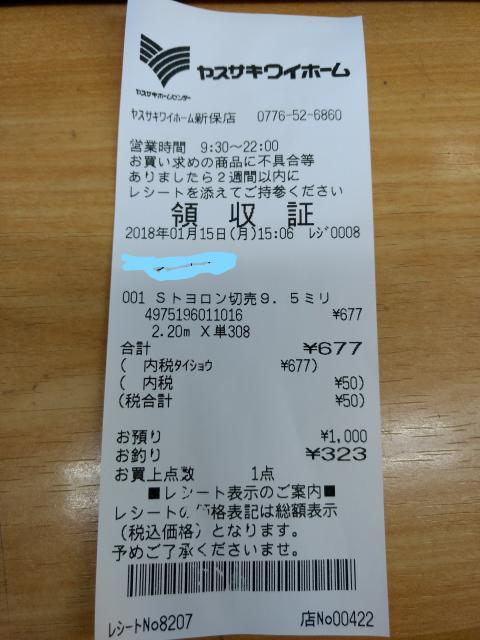 ヤスサキワイホーム
ヤスサキホームセンター
ヤスサキワイホーム新保店 0776-52-6860
営業時間 9:30~22:00
お買い求めの商品に不具合等
ありましたら2週間以内に
レシートを添えてご持参ください
領収証
2018年01月15日(月)15:06 レジ0008
001 Sトヨロン切売9.5ミリ
4975196011016 ¥677
2.20m X単308
合計 ¥677
( 内税タイショウ ¥677)
( 内税 ¥50)
(税合計 ¥50)
お預り ¥1,000
お釣り ¥323
お買上点数 1点
■レシート表示のご案内■
レシートの価格表記は総額表示
(税込価格)となります。
予めご了承くださいませ。
レシートNo8207 店No00422